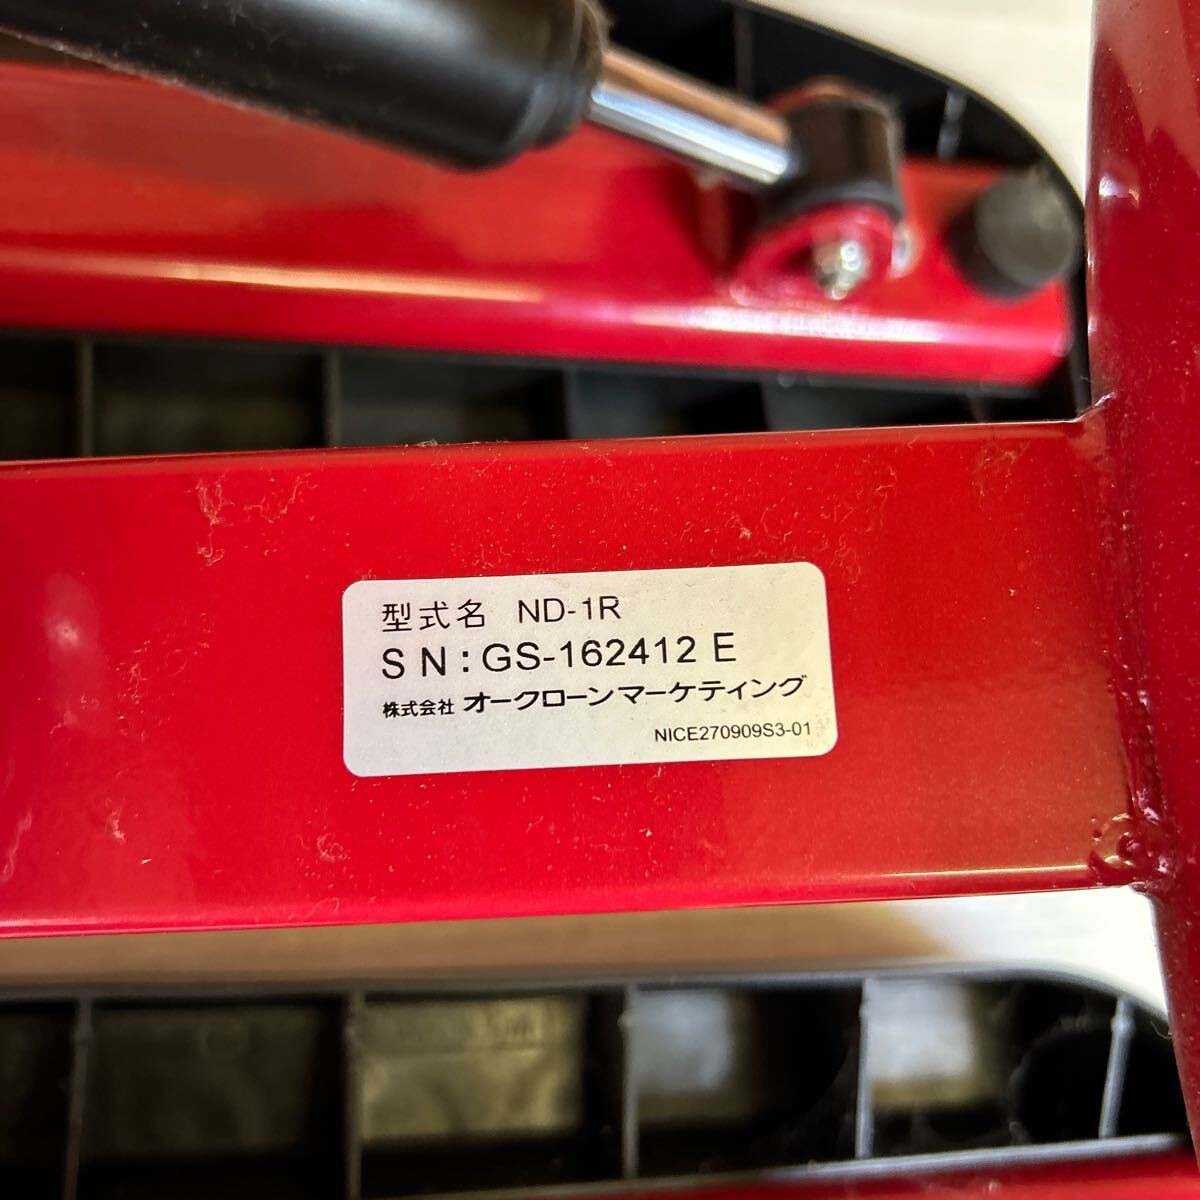 型式名 ND-1R
SN:GS-162412 E
株式会社 オークローンマーケティング
NICE270909S3-01